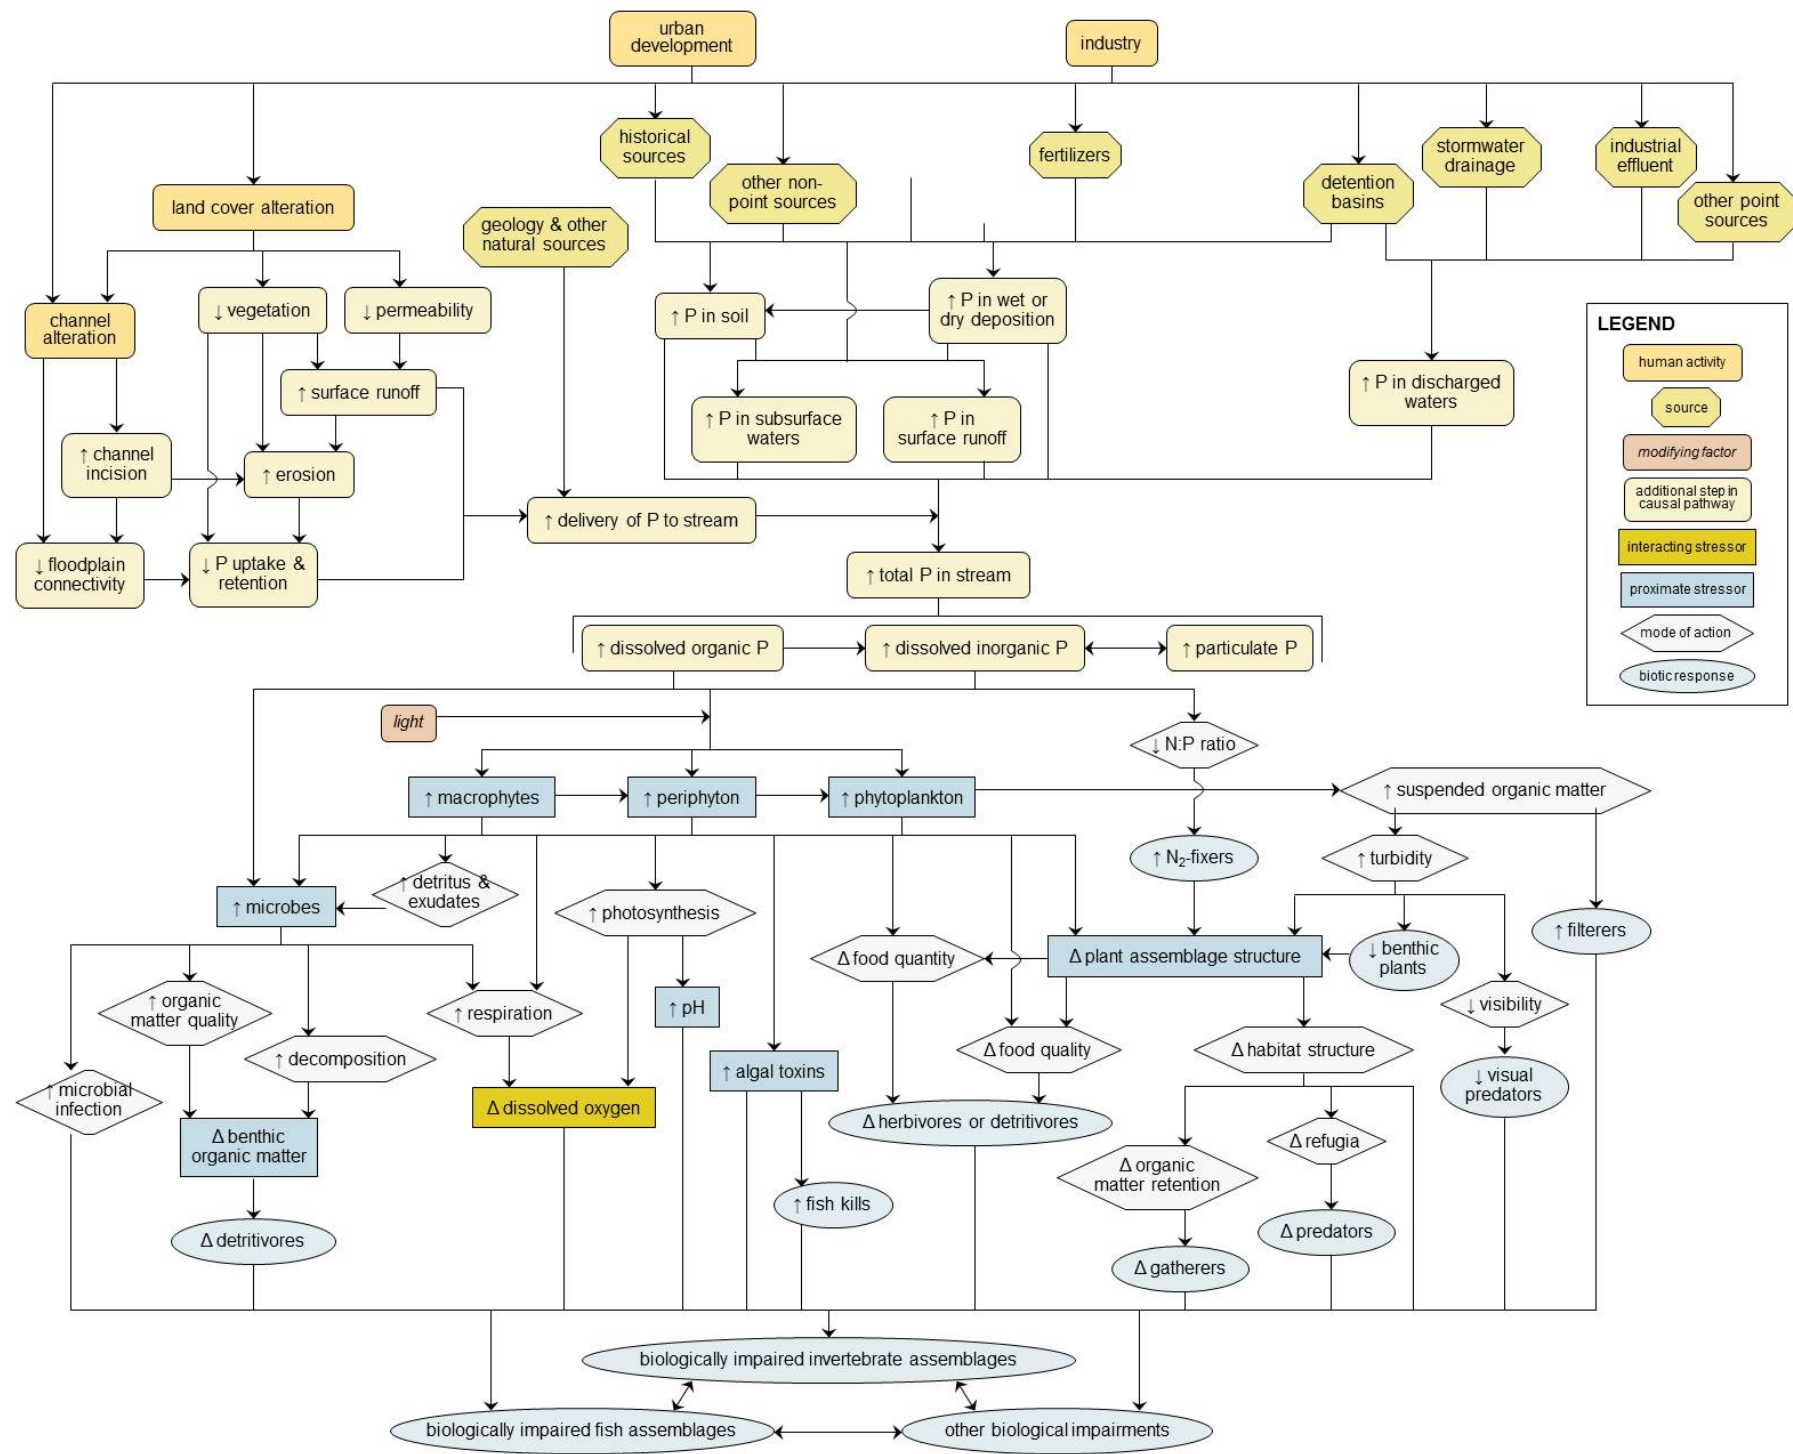 urban
development
industry
historical
sources
other non-
point sources
fertilizers
detention
basins
stormwater
drainage
industrial
effluent
other point
sources
land cover alteration
geology & other
natural sources
channel
alteration
↓ vegetation
↓ permeability
↑ P in soil
↑ P in wet or
dry deposition
↑ surface runoff
↑ P in discharged
waters
↑ P in subsurface
waters
↑ P in
surface runoff
↑ channel
incision
↑ erosion
↑ delivery of P to stream
↓ floodplain
connectivity
↓ P uptake &
retention
↑ total P in stream
LEGEND
human activity
source
modifying factor
additional step in
causal pathway
interacting stressor
proximate stressor
mode of action
biotic response
↑ dissolved organic P
↑ dissolved inorganic P
↑ particulate P
light
↓ N:P ratio
↑ macrophytes
↑ periphyton
↑ phytoplankton
↑ suspended organic matter
↑ N₂-fixers
↑ turbidity
↑ microbes
↑ detritus &
exudates
↑ photosynthesis
↑ filterers
Δ food quantity
Δ plant assemblage structure
↓ benthic
plants
↑ organic
matter quality
↑ respiration
↑ pH
↓ visibility
↑ decomposition
↑ algal toxins
Δ food quality
Δ habitat structure
↑ microbial
infection
Δ dissolved oxygen
Δ herbivores or detritivores
↓ visual
predators
Δ benthic
organic matter
Δ refugia
Δ organic
matter retention
↑ fish kills
Δ detritivores
Δ predators
Δ gatherers
biologically impaired invertebrate assemblages
biologically impaired fish assemblages
other biological impairments